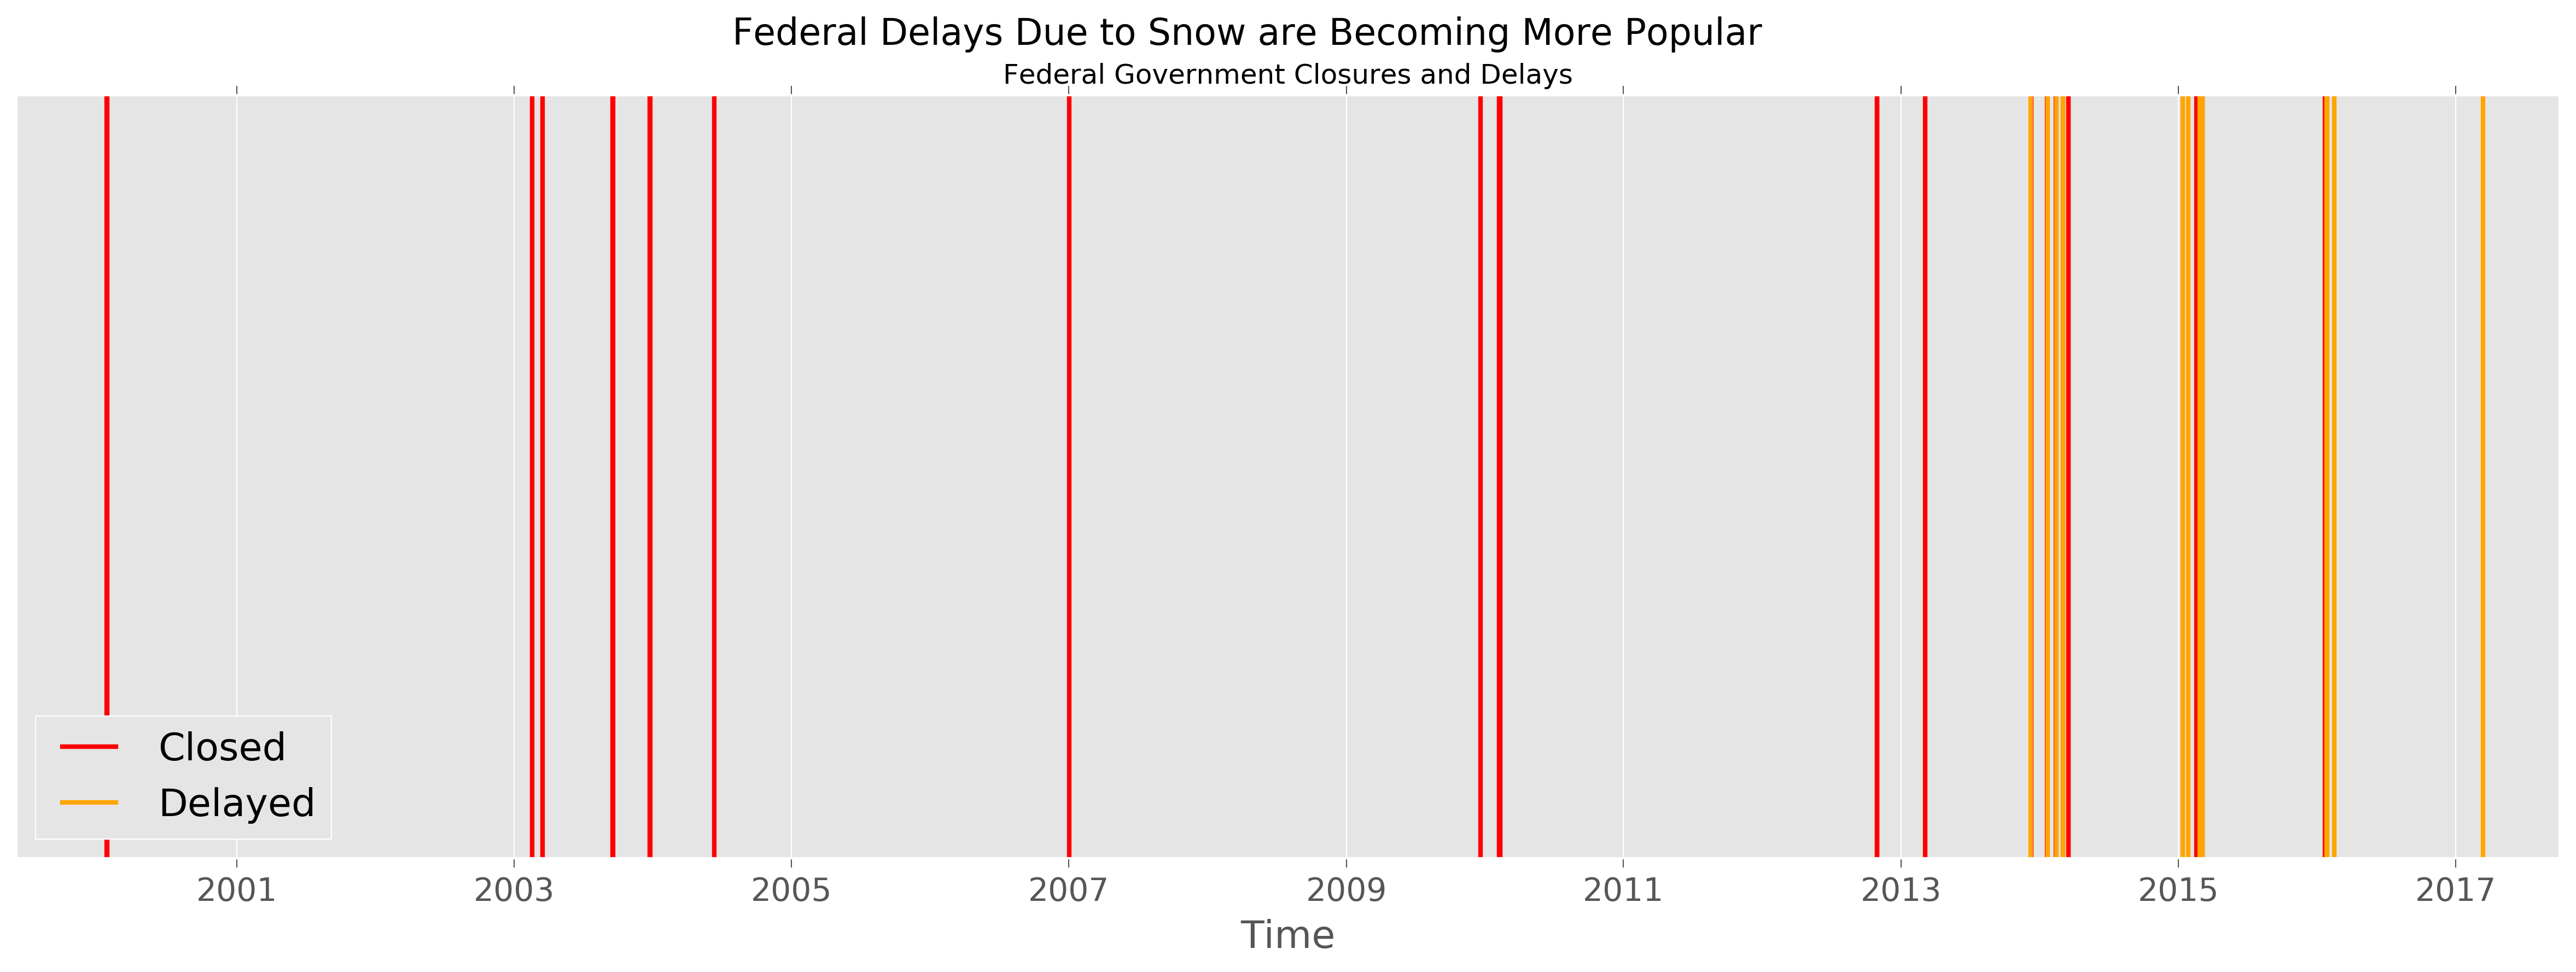 Federal Delays Due to Snow are Becoming More Popular
Federal Government Closures and Delays
Closed
Delayed
2001 2003 2005 2007 2009 2011 2013 2015 2017
Time